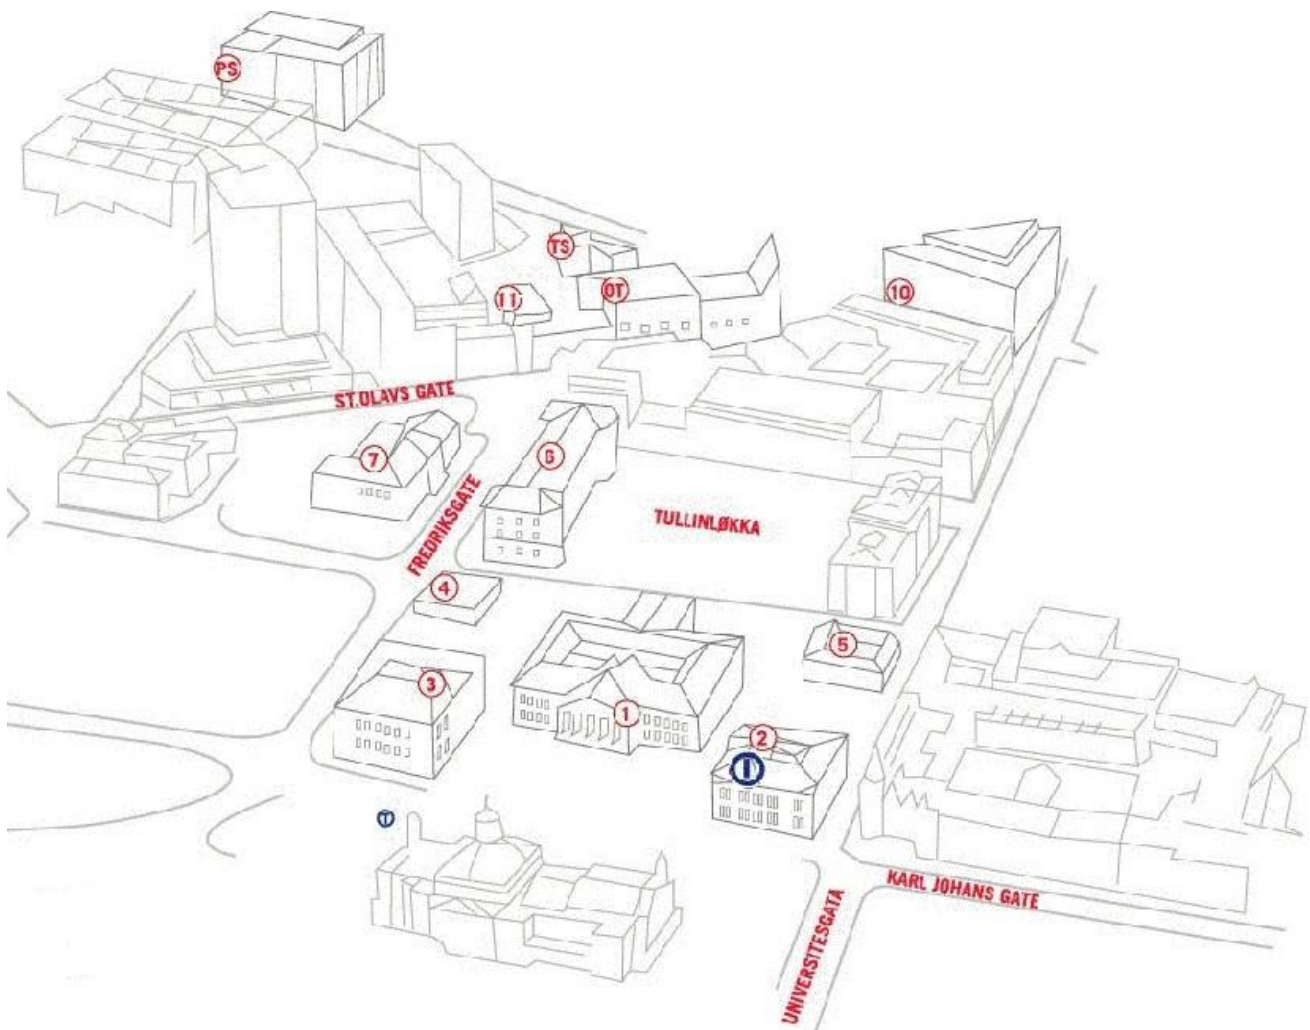 PS
TS
OT
11
10
ST.OLAVS GATE
7
6
FREDRIKSGATE
TULLINLØKKA
4
5
3
1
2
T
KARL JOHANS GATE
UNIVERSITESGATA